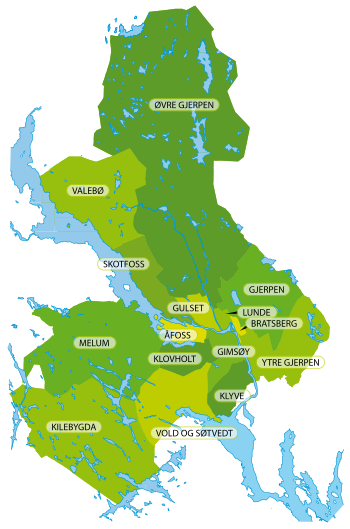 ØVRE GJERPEN
VALEBØ
SKOTFOSS
GJERPEN
GULSET
LUNDE
BRATSBERG
ÅFOSS
MELUM
GIMSØY
KLOVHOLT
YTRE GJERPEN
KLYVE
KILEBYGDA
VOLD OG SØTVEDT